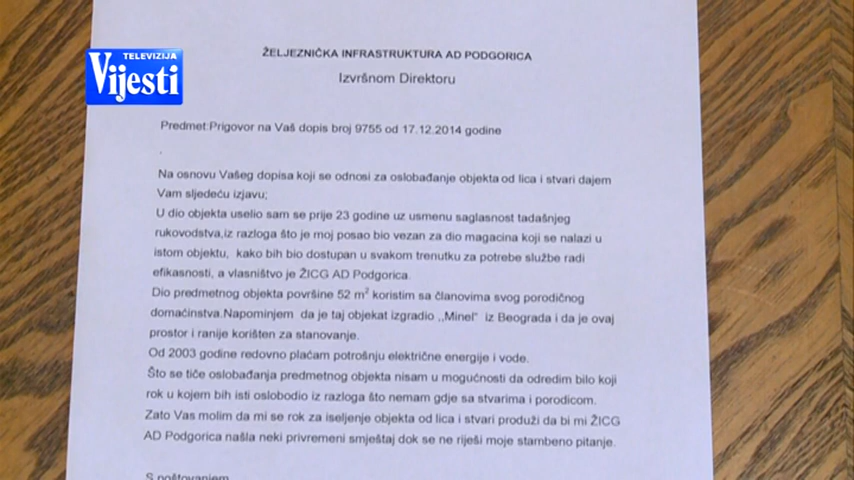 TELEVIZIJA
Vijesti
ŽELJEZNIČKA INFRASTRUKTURA AD PODGORICA
Izvršnom Direktoru
Predmet:Prigovor na Vaš dopis broj 9755 od 17.12.2014 godine
Na osnovu Vašeg dopisa koji se odnosi za oslobađanje objekta od lica i stvari dajem
Vam sljedeću izjavu;
U dio objekta uselio sam se prije 23 godine uz usmenu saglasnost tadašnjeg
rukovodstva,iz razloga što je moj posao bio vezan za dio magacina koji se nalazi u
istom objektu, kako bih bio dostupan u svakom trenutku za potrebe službe radi
efikasnosti, a vlasništvo je ŽICG AD Podgorica.
Dio predmetnog objekta površine 52 m² koristim sa članovima svog porodičnog
domaćinstva.Napominjem da je taj objekat izgradio ,,Minel" iz Beograda i da je ovaj
prostor i ranije korišten za stanovanje.
Od 2003 godine redovno plaćam potrošnju električne energije i vode.
Što se tiče oslobađanja predmetnog objekta nisam u mogućnosti da odredim bilo koji
rok u kojem bih isti oslobodio iz razloga što nemam gdje sa stvarima i porodicom.
Zato Vas molim da mi se rok za iseljenje objekta od lica i stvari produži da bi mi ŽICG
AD Podgorica našla neki privremeni smještaj dok se ne riješi moje stambeno pitanje.
S poštovanjem